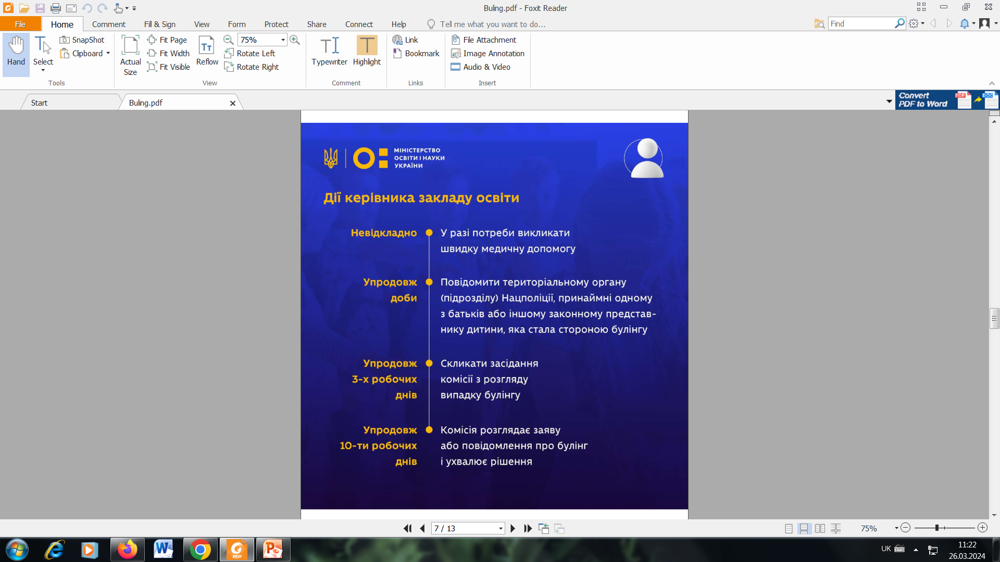 Buling.pdf - Foxit Reader
File Home Comment Fill & Sign View Form Protect Share Connect Help Tell me what you want to do... Find
Hand
Select
SnapShot
Clipboard
Tools
Actual
Size
Fit Page
Fit Width
Fit Visible
Reflow
75%
Rotate Left
Rotate Right
View
Typewriter
Highlight
Comment
Link
Bookmark
Links
File Attachment
Image Annotation
Audio & Video
Insert
Start
Buling.pdf
Convert
PDF to Word
PDF
DOC
МІНІСТЕРСТВО
ОСВІТИ І НАУКИ
УКРАЇНИ
Дії керівника закладу освіти
Невідкладно
У разі потреби викликати
швидку медичну допомогу
Упродовж
доби
Повідомити територіальному органу
(підрозділу) Нацполіції, принаймні одному
з батьків або іншому законному представ-
нику дитини, яка стала стороною булінгу
Упродовж
3-х робочих
днів
Скликати засідання
комісії з розгляду
випадку булінгу
Упродовж
10-ти робочих
днів
Комісія розглядає заяву
або повідомлення про булінг
і ухвалює рішення
7 / 13
75%
PDF
UK
11:22
26.03.2024